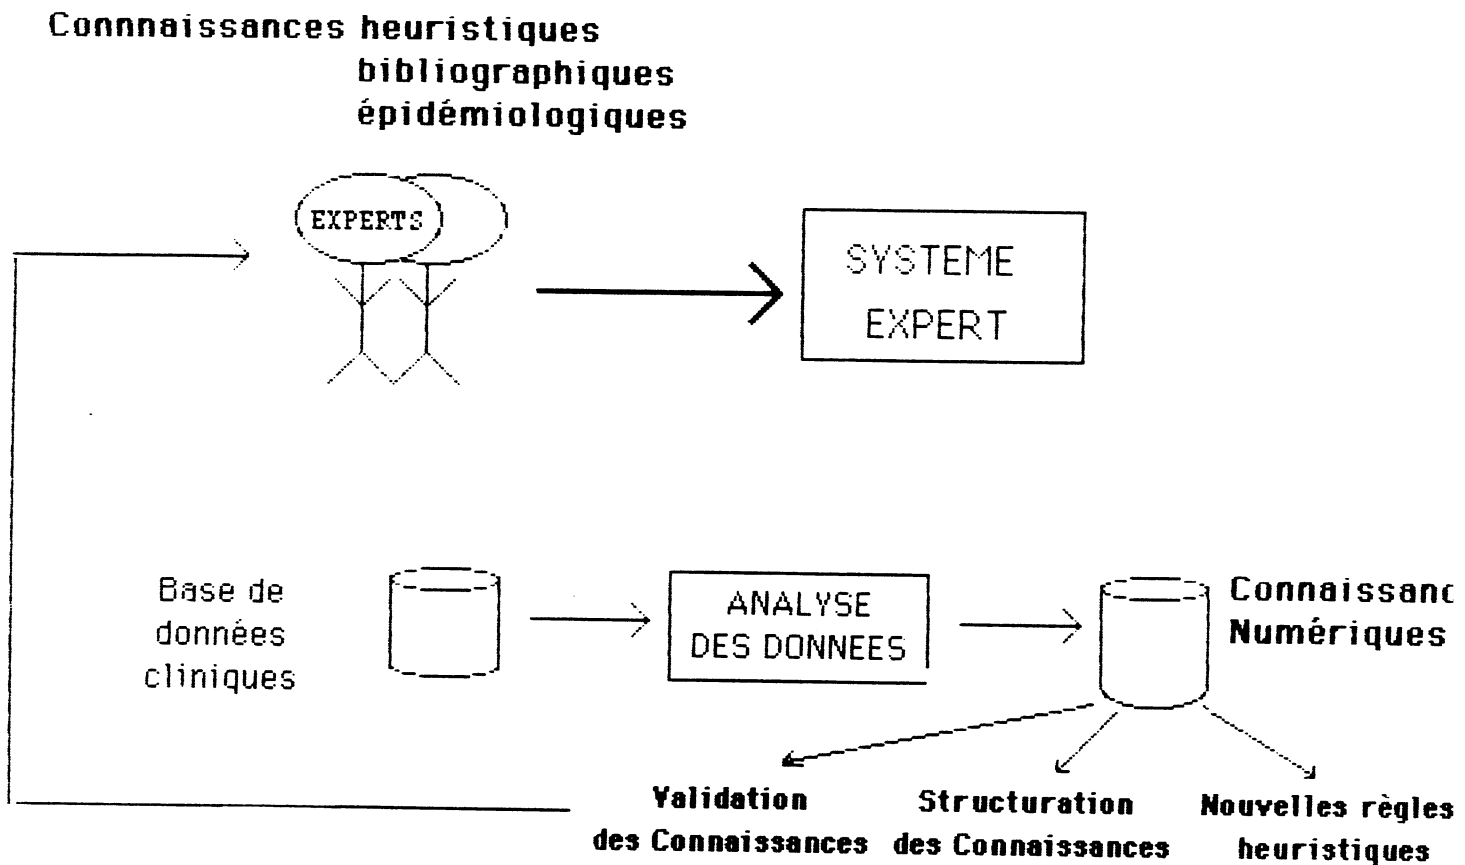 Connnaissances heuristiques
bibliographiques
épidémiologiques
EXPERTS
SYSTEME
EXPERT
Base de
données
cliniques
ANALYSE
DES DONNEES
Connaissanc
Numériques
Validation
des Connaissances
Structuration
des Connaissances
Nouvelles règles
heuristiques